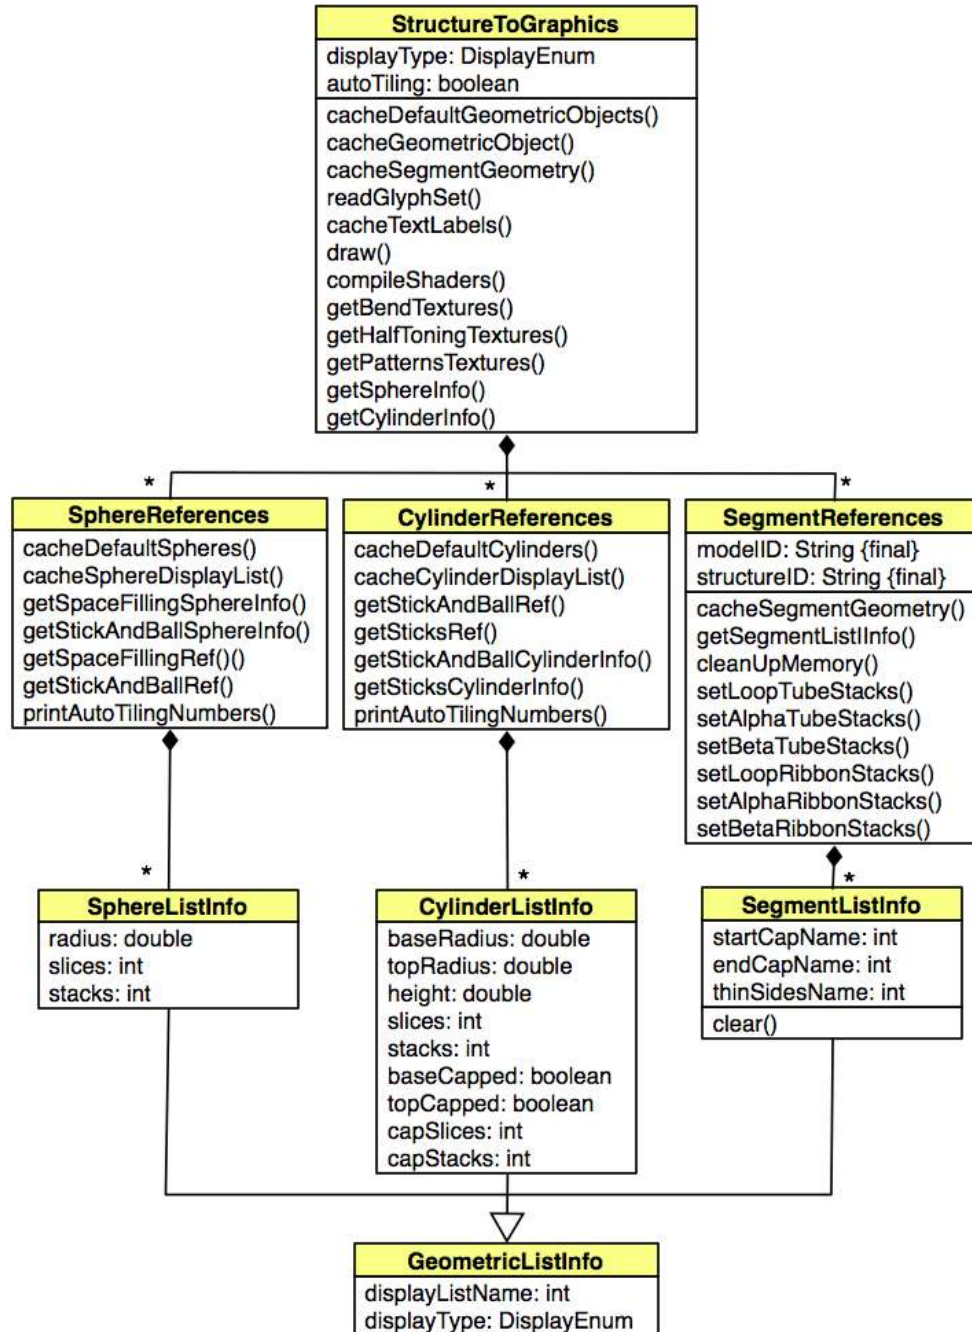 StructureToGraphics
displayType: DisplayEnum
autoTiling: boolean
cacheDefaultGeometricObjects()
cacheGeometricObject()
cacheSegmentGeometry()
readGlyphSet()
cacheTextLabels()
draw()
compileShaders()
getBendTextures()
getHalfToningTextures()
getPatternsTextures()
getSphereInfo()
getCylinderInfo()
*
*
*
SphereReferences
cacheDefaultSpheres()
cacheSphereDisplayList()
getSpaceFillingSphereInfo()
getStickAndBallSphereInfo()
getSpaceFillingRef()()
getStickAndBallRef()
printAutoTilingNumbers()
CylinderReferences
cacheDefaultCylinders()
cacheCylinderDisplayList()
getStickAndBallRef()
getSticksRef()
getStickAndBallCylinderInfo()
getSticksCylinderInfo()
printAutoTilingNumbers()
SegmentReferences
modelID: String {final}
structureID: String {final}
cacheSegmentGeometry()
getSegmentListIInfo()
cleanUpMemory()
setLoopTubeStacks()
setAlphaTubeStacks()
setBetaTubeStacks()
setLoopRibbonStacks()
setAlphaRibbonStacks()
setBetaRibbonStacks()
*
*
*
SphereListInfo
radius: double
slices: int
stacks: int
CylinderListInfo
baseRadius: double
topRadius: double
height: double
slices: int
stacks: int
baseCapped: boolean
topCapped: boolean
capSlices: int
capStacks: int
SegmentListInfo
startCapName: int
endCapName: int
thinSidesName: int
clear()
GeometricListInfo
displayListName: int
displayType: DisplayEnum